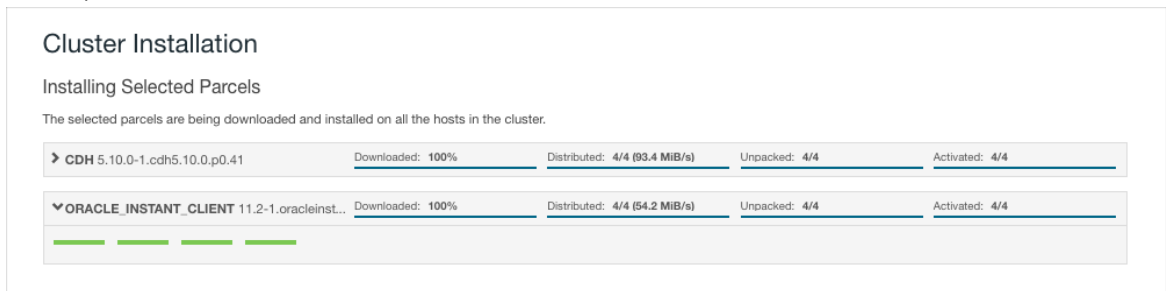 Cluster Installation
Installing Selected Parcels
The selected parcels are being downloaded and installed on all the hosts in the cluster.
CDH 5.10.0-1.cdh5.10.0.p0.41 Downloaded: 100% Distributed: 4/4 (93.4 MiB/s) Unpacked: 4/4 Activated: 4/4
ORACLE_INSTANT_CLIENT 11.2-1.oracleinst... Downloaded: 100% Distributed: 4/4 (54.2 MiB/s) Unpacked: 4/4 Activated: 4/4